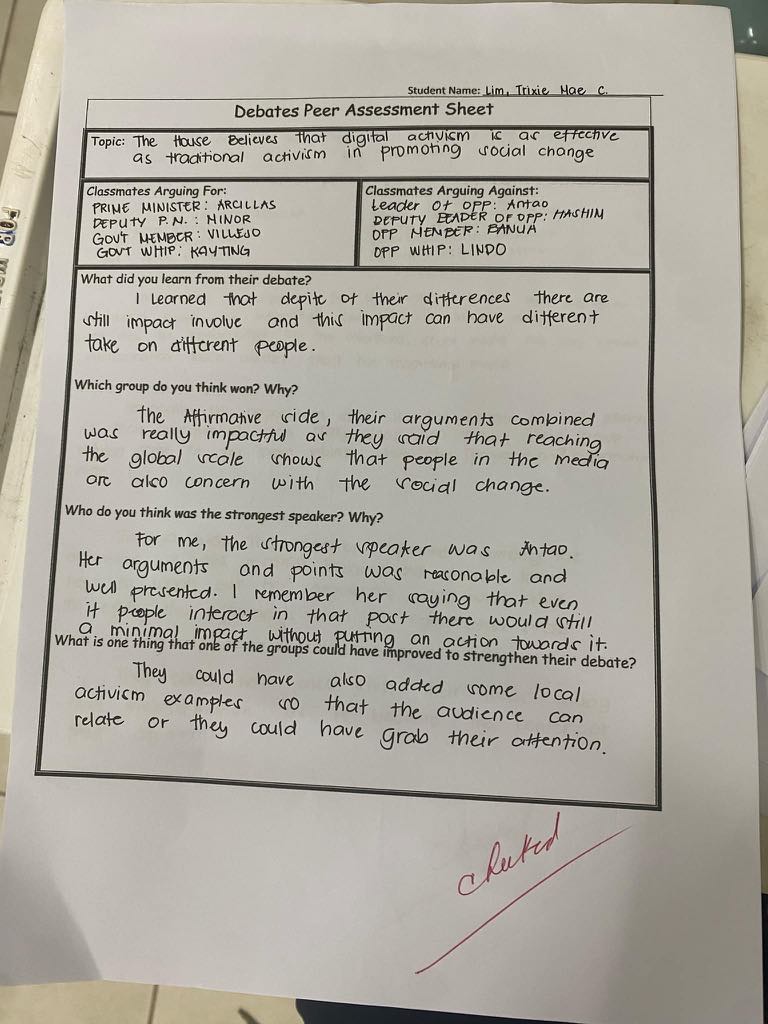 Student Name: Lim, Trixie Mae C.
Debates Peer Assessment Sheet
Topic: The House Believes that digital activism is as effective
as traditional activism in promoting social change
Classmates Arguing For:
PRIME MINISTER: ARCILLAS
DEPUTY P.N. : MINOR
GOV'T MEMBER: VILLEJO
GOVT WHIP: KAYTING
Classmates Arguing Against:
Leader Of OPP: Antao
DEPUTY LEADER OF OPP: HASHIM
OPP MEMBER: BANUA
OPP WHIP: LINDO
What did you learn from their debate?
I Learned that depite of their differences there are
still impact involve and this impact can have different
take on different people.
Which group do you think won? Why?
The Affirmative side, their arguments combined
was really impactful as they said that reaching
the global scale shows that people in the media
are also concern with the social change.
Who do you think was the strongest speaker? Why?
For me, the strongest speaker was Antao.
Her arguments and points was reasonable and
well presented. I remember her saying that even
if people interact in that post there would still
a minimal impact without putting an action towards it.
What is one thing that one of the groups could have improved to strengthen their debate?
They could have also added some local
activism examples so that the audience can
relate or they could have grab their attention.
checked
FOR